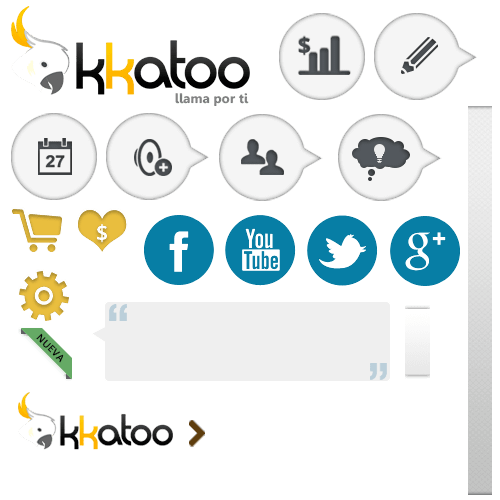 kkatoo
llama por ti
$
27
$
f
You
Tube
g+
NUEVA
“
”
kkatoo